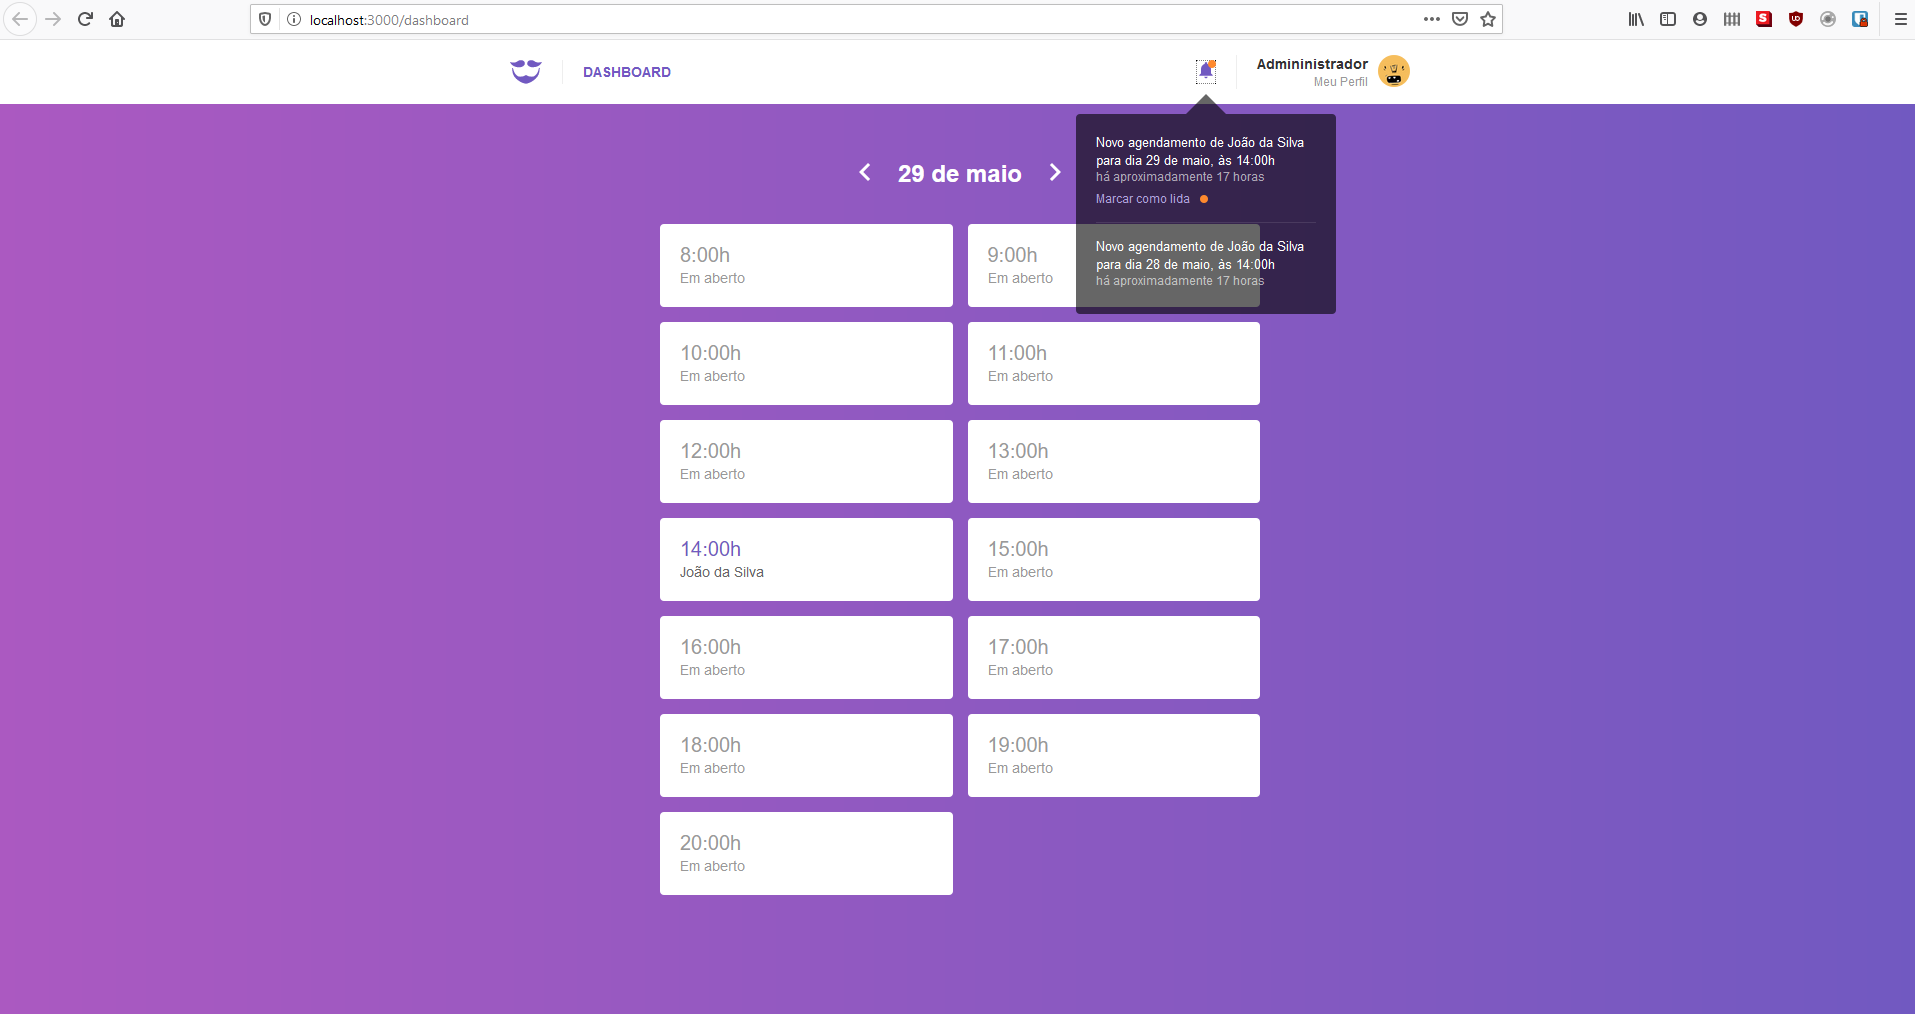 localhost:3000/dashboard
DASHBOARD
Admininistrador
Meu Perfil
Novo agendamento de João da Silva
para dia 29 de maio, às 14:00h
há aproximadamente 17 horas
Marcar como lida
Novo agendamento de João da Silva
para dia 28 de maio, às 14:00h
há aproximadamente 17 horas
29 de maio
8:00h
Em aberto
9:00h
Em aberto
10:00h
Em aberto
11:00h
Em aberto
12:00h
Em aberto
13:00h
Em aberto
14:00h
João da Silva
15:00h
Em aberto
16:00h
Em aberto
17:00h
Em aberto
18:00h
Em aberto
19:00h
Em aberto
20:00h
Em aberto